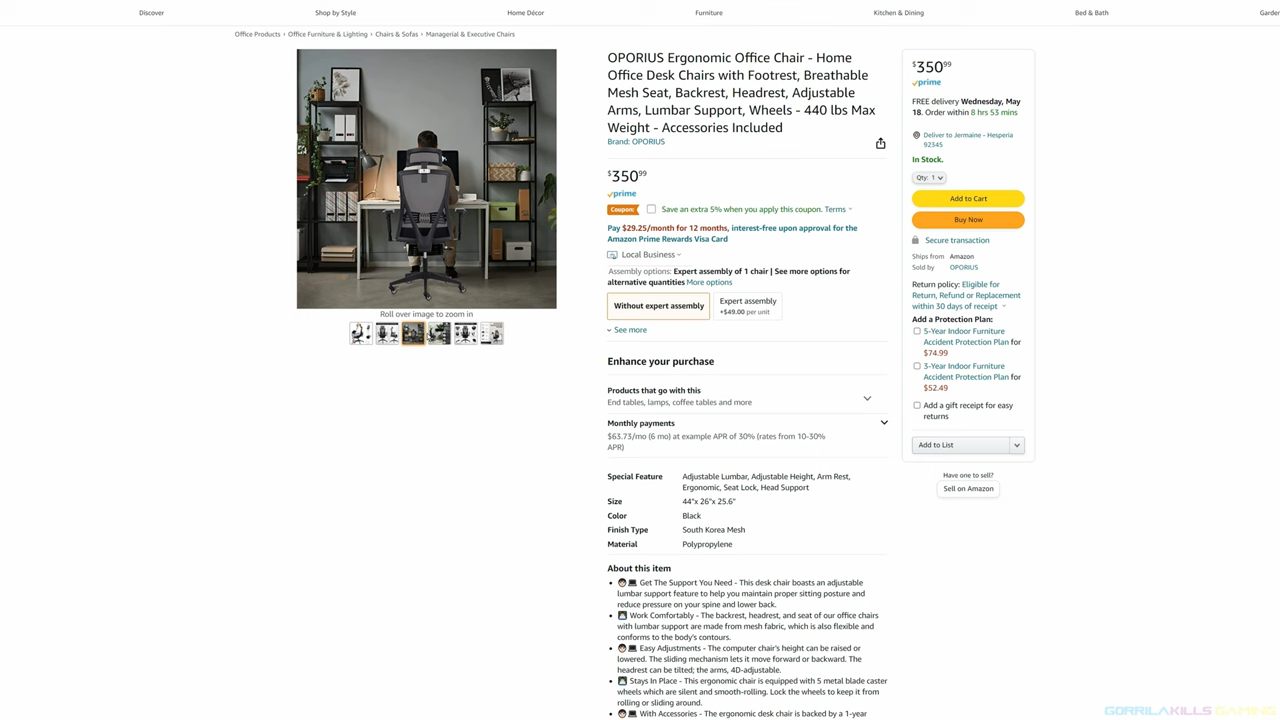 Discover Shop by Style Home Décor Furniture Kitchen & Dining Bed & Bath Garden
Office Products › Office Furniture & Lighting › Chairs & Sofas › Managerial & Executive Chairs
Roll over image to zoom in
OPORIUS Ergonomic Office Chair - Home
Office Desk Chairs with Footrest, Breathable
Mesh Seat, Backrest, Headrest, Adjustable
Arms, Lumbar Support, Wheels - 440 lbs Max
Weight - Accessories Included
Brand: OPORIUS
$35099
prime
Coupon: Save an extra 5% when you apply this coupon. Terms
Pay $29.25/month for 12 months, interest-free upon approval for the
Amazon Prime Rewards Visa Card
Local Business
Assembly options: Expert assembly of 1 chair | See more options for
alternative quantities More options
Without expert assembly
Expert assembly
+$49.00 per unit
See more
Enhance your purchase
Products that go with this
End tables, lamps, coffee tables and more
Monthly payments
$63.73/mo (6 mo) at example APR of 30% (rates from 10-30%
APR)
Special Feature Adjustable Lumbar, Adjustable Height, Arm Rest,
Ergonomic, Seat Lock, Head Support
Size 44"x 26"x 25.6"
Color Black
Finish Type South Korea Mesh
Material Polypropylene
About this item
• Get The Support You Need - This desk chair boasts an adjustable
lumbar support feature to help you maintain proper sitting posture and
reduce pressure on your spine and lower back.
• Work Comfortably - The backrest, headrest, and seat of our office chairs
with lumbar support are made from mesh fabric, which is also flexible and
conforms to the body's contours.
• Easy Adjustments - The computer chair's height can be raised or
lowered. The sliding mechanism lets it move forward or backward. The
headrest can be tilted; the arms, 4D-adjustable.
• Stays In Place - This ergonomic chair is equipped with 5 metal blade caster
wheels which are silent and smooth-rolling. Lock the wheels to keep it from
rolling or sliding around.
• With Accessories - The ergonomic desk chair is backed by a 1-year
$35099
prime
FREE delivery Wednesday, May
18. Order within 8 hrs 53 mins
Deliver to Jermaine - Hesperia
92345
In Stock.
Qty: 1
Add to Cart
Buy Now
Secure transaction
Ships from Amazon
Sold by OPORIUS
Return policy: Eligible for
Return, Refund or Replacement
within 30 days of receipt
Add a Protection Plan:
5-Year Indoor Furniture
Accident Protection Plan for
$74.99
3-Year Indoor Furniture
Accident Protection Plan for
$52.49
Add a gift receipt for easy
returns
Add to List
Have one to sell?
Sell on Amazon
GORRILAKILLS GAMING